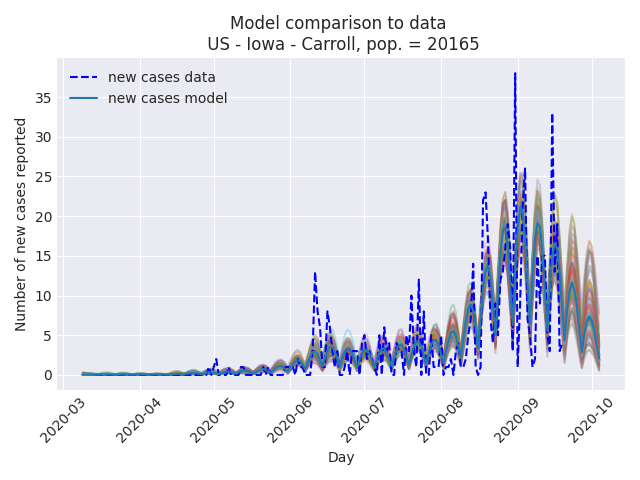 Model comparison to data
US - Iowa - Carroll, pop. = 20165
new cases data
new cases model
Number of new cases reported
35
30
25
20
15
10
5
0
2020-03
2020-04
2020-05
2020-06
2020-07
2020-08
2020-09
2020-10
Day